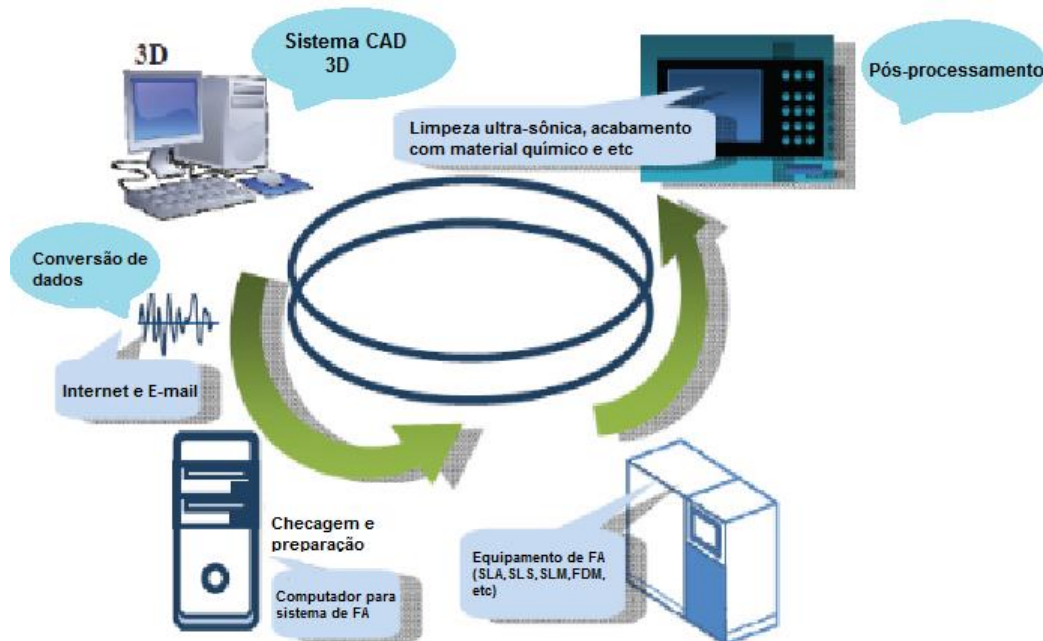 3D
Sistema CAD
3D
Pós-processamento
Limpeza ultra-sônica, acabamento
com material químico e etc
Conversão de
dados
Internet e E-mail
Checagem e
preparação
Computador para
sistema de FA
Equipamento de FA
(SLA,SLS,SLM,FDM,
etc)